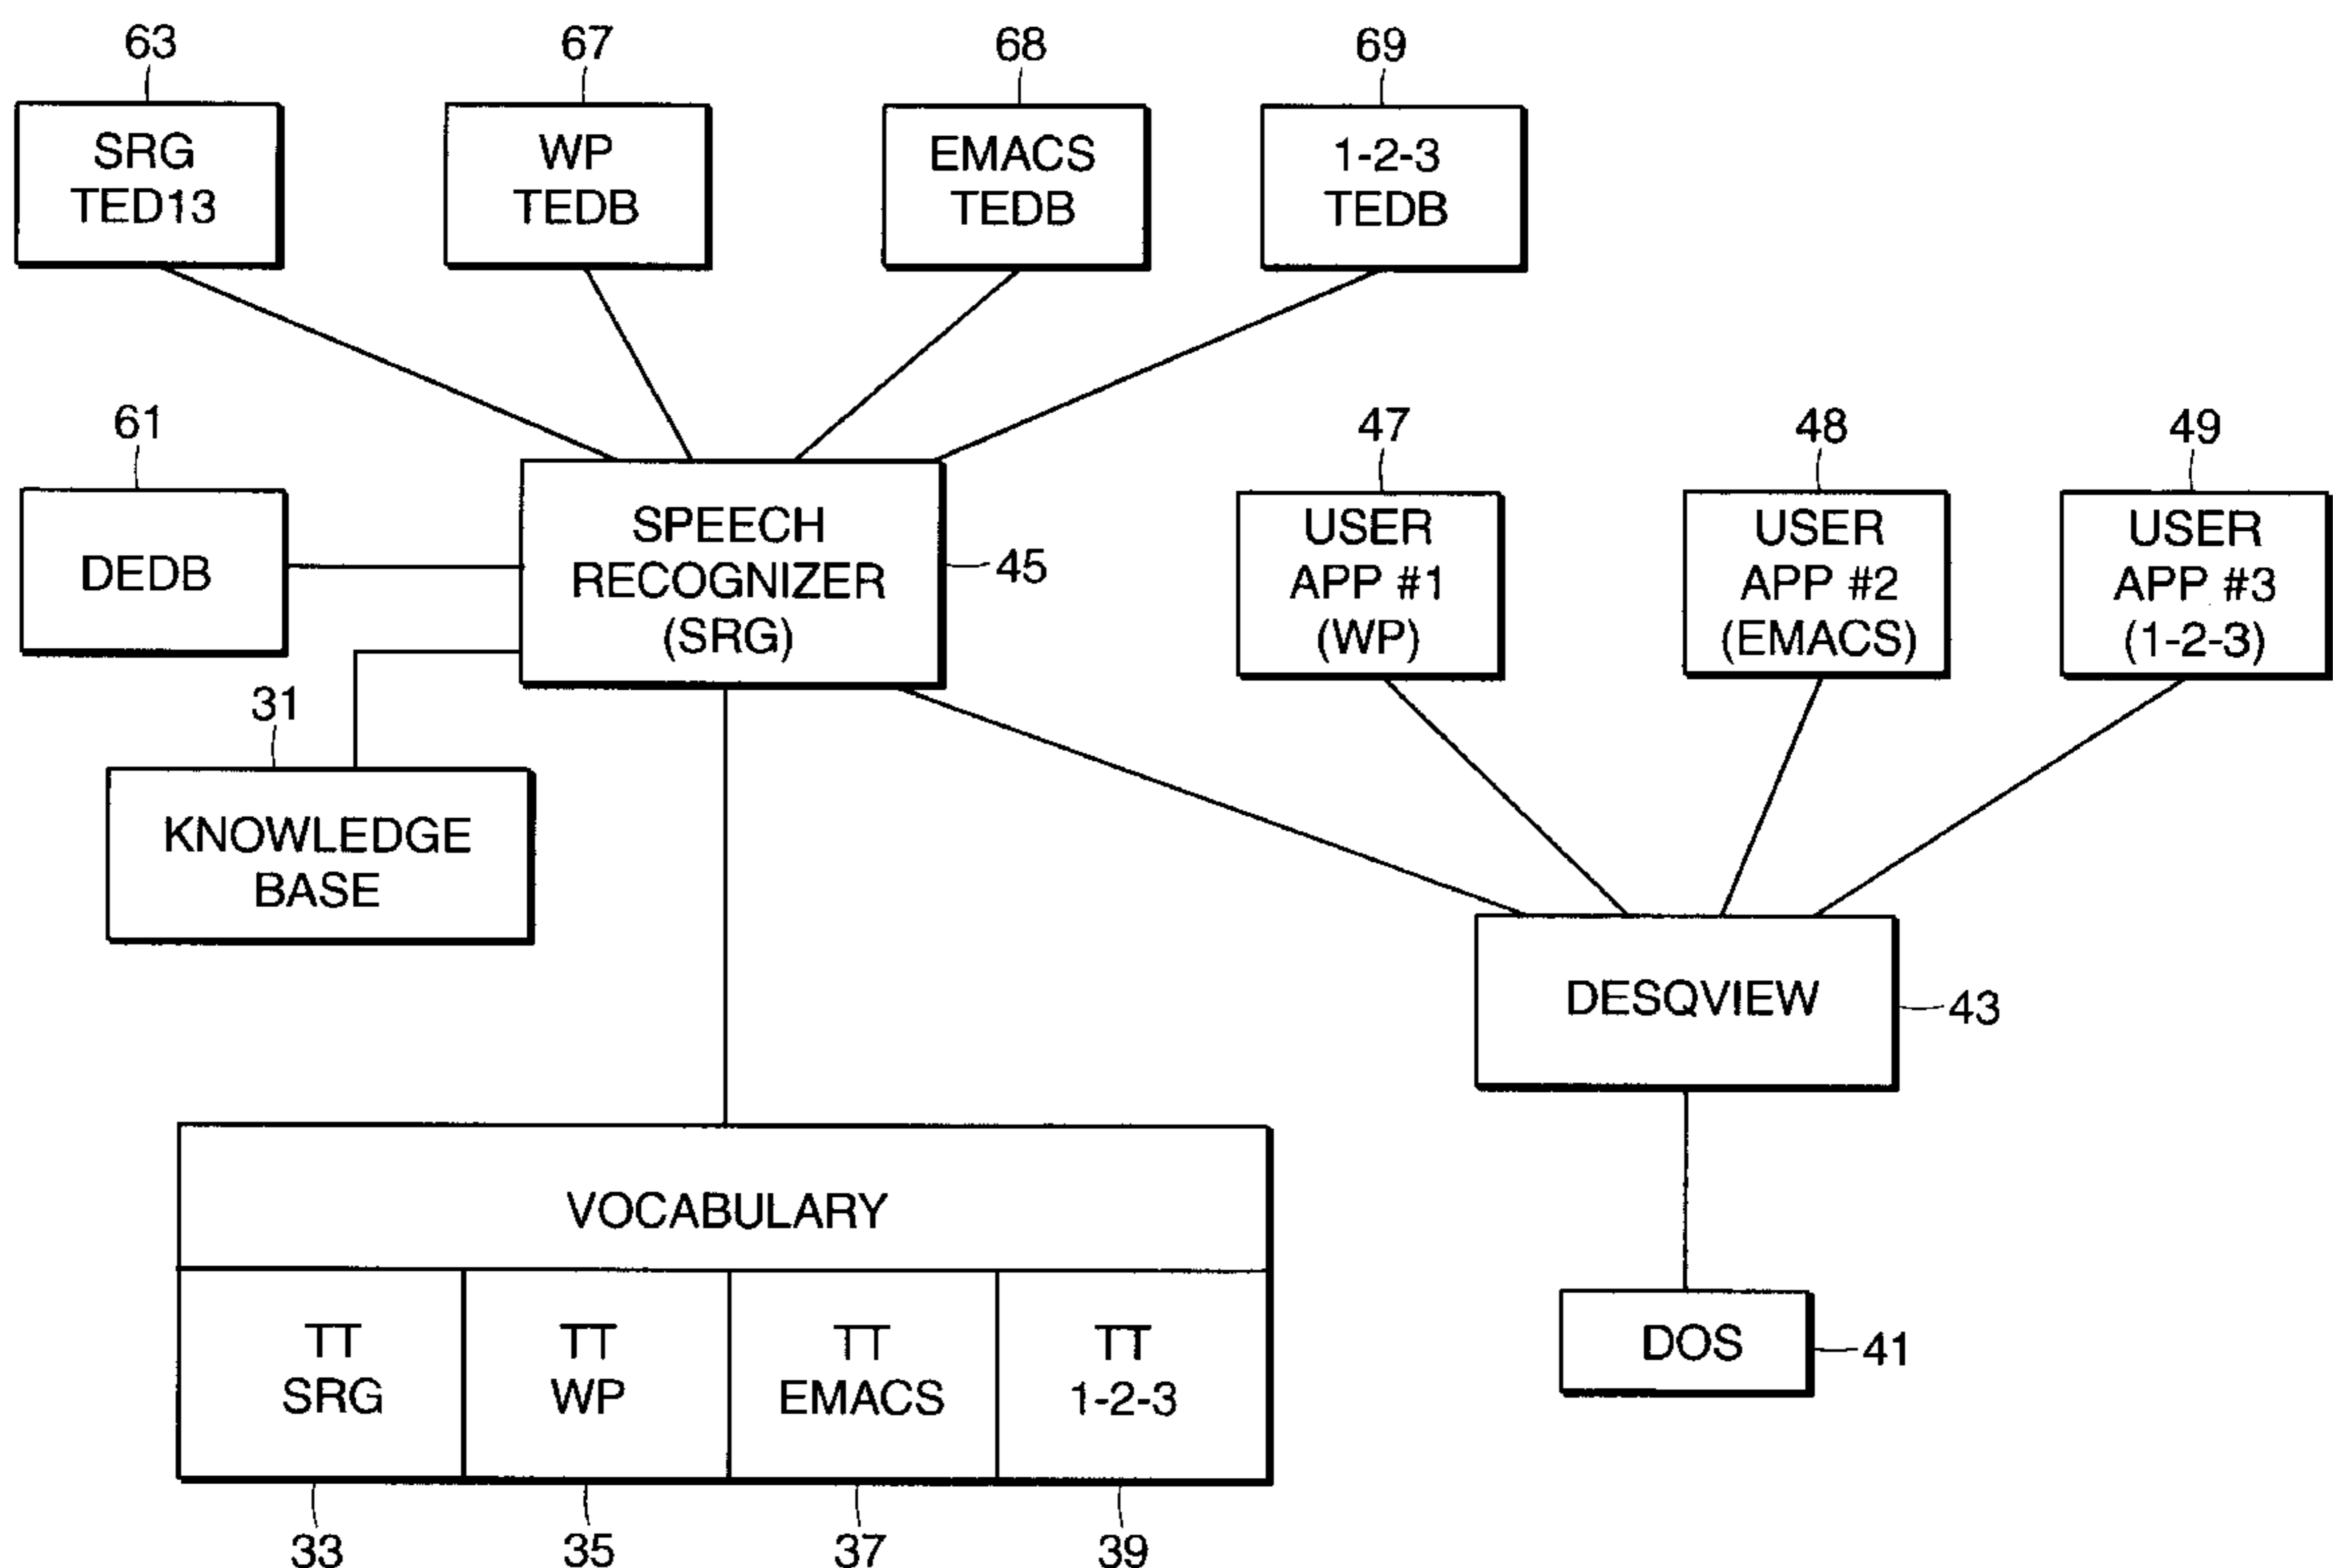 63
67
68
69
SRG
TED13
WP
TEDB
EMACS
TEDB
1-2-3
TEDB
61
47
48
49
DEDB
SPEECH
RECOGNIZER
(SRG)
45
USER
APP #1
(WP)
USER
APP #2
(EMACS)
USER
APP #3
(1-2-3)
31
KNOWLEDGE
BASE
DESQVIEW
43
VOCABULARY
TT
SRG
TT
WP
TT
EMACS
TT
1-2-3
DOS
41
33
35
37
39